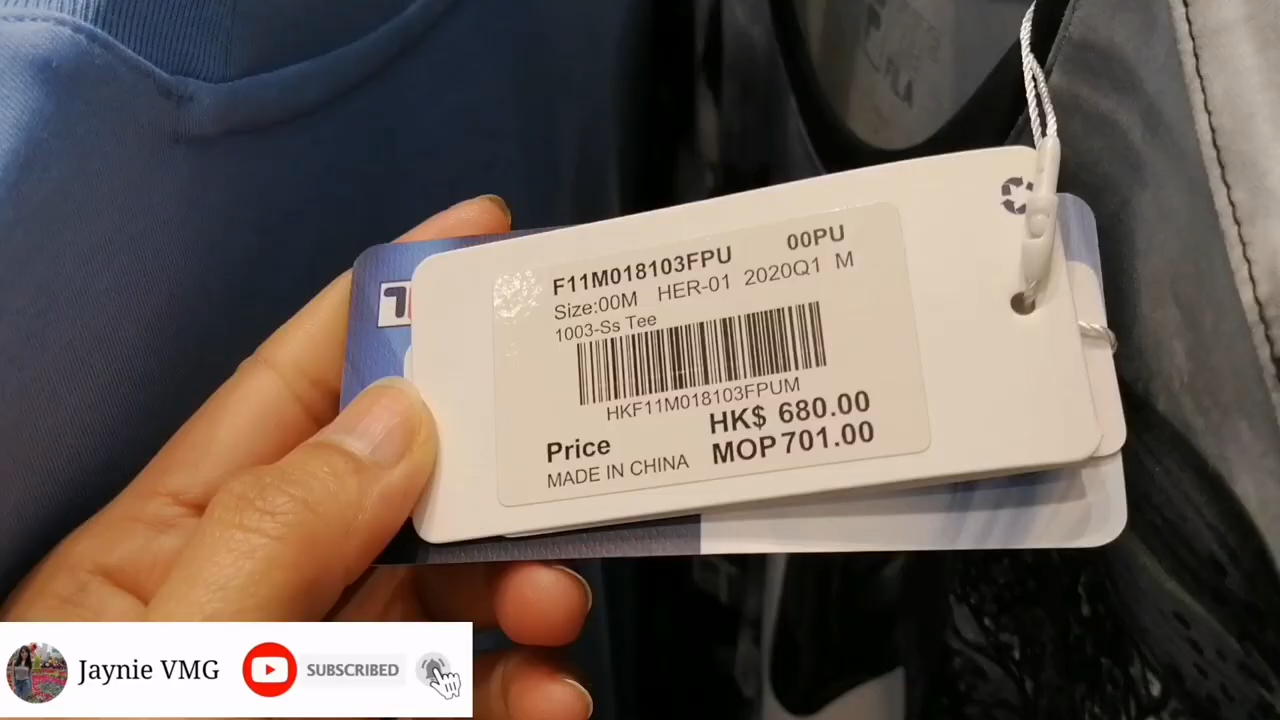 F11M018103FPU 00PU
Size:00M HER-01 2020Q1 M
1003-Ss Tee
HKF11M018103FPUM
Price HK$ 680.00
MADE IN CHINA MOP 701.00
Jaynie VMG SUBSCRIBED